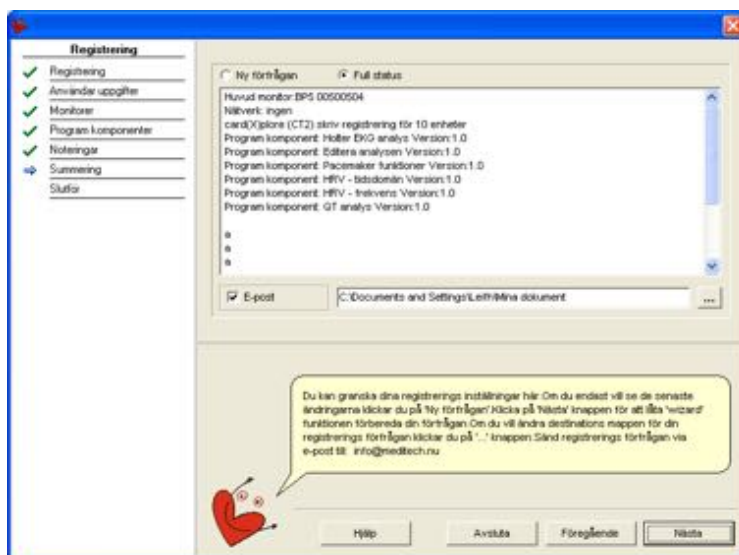 Registrering
Registrering
Användar uppgifter
Monitorer
Program komponenter
Noteringar
Summering
Slutför
Ny förfrågan
Full status
Huvud monitor:BPS 00500504
Nätverk: ingen
card(X)plore (CT2) skriv registrering för 10 enheter
Program komponent: Holter EKG analys Version:1.0
Program komponent: Editera analysen Version:1.0
Program komponent: Pacemaker funktioner Version:1.0
Program komponent: HRV - tidsdomän Version:1.0
Program komponent: HRV - frekvens Version:1.0
Program komponent: QT analys Version:1.0
a
a
a
E-post
C:\Documents and Settings\Leith\Mina dokument
...
Du kan granska dina registrerings inställningar här.Om du endast vill se de senaste
ändringarna klickar du på 'Ny förfrågan'.Klicka på 'Nästa' knappen för att låta 'wizard'
funktionen förbereda din förfrågan.Om du vill ändra destinations mappen för din
registrerings förfrågan klickar du på '...' knappen.Sänd registrerings förfrågan via
e-post till: info@meditech.nu
Hjälp
Avsluta
Föregående
Nästa